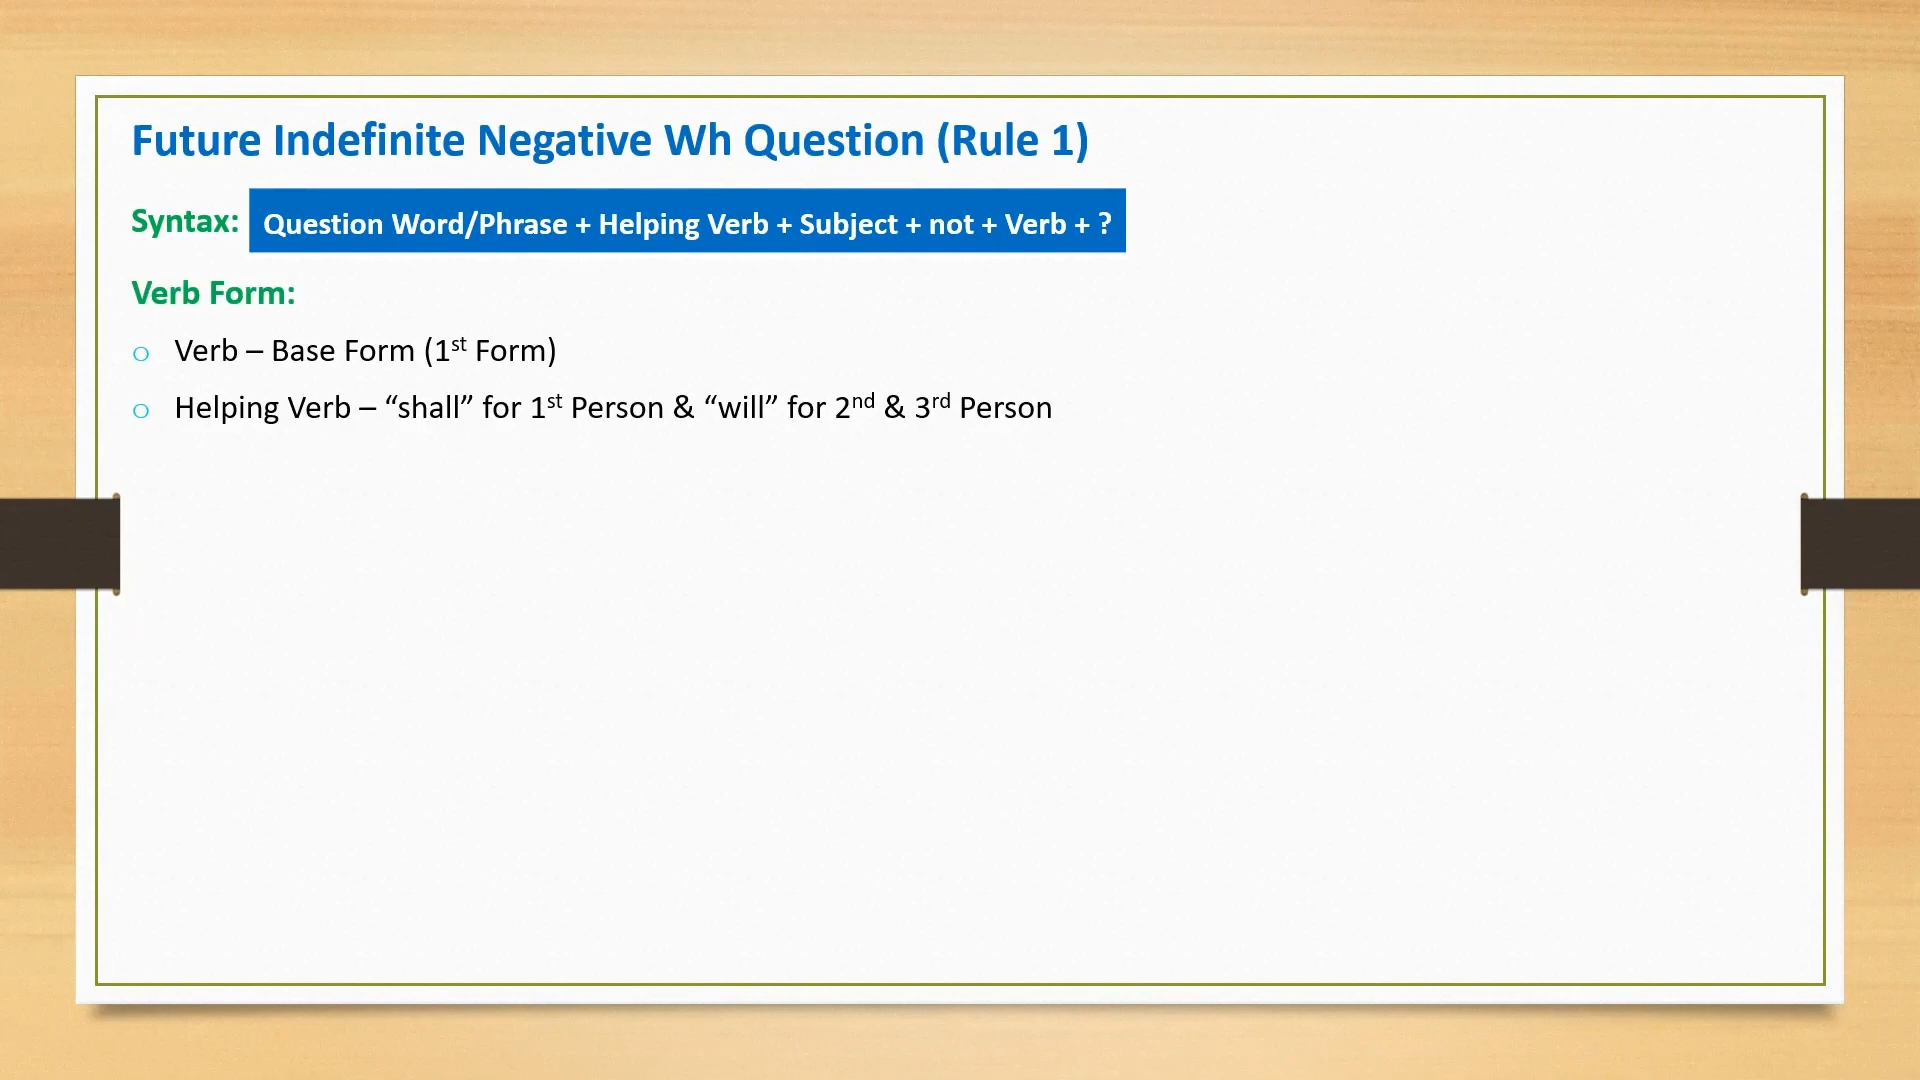 Future Indefinite Negative Wh Question (Rule 1)
Syntax: Question Word/Phrase + Helping Verb + Subject + not + Verb + ?
Verb Form:
o Verb – Base Form (1st Form)
o Helping Verb – “shall” for 1st Person & “will” for 2nd & 3rd Person